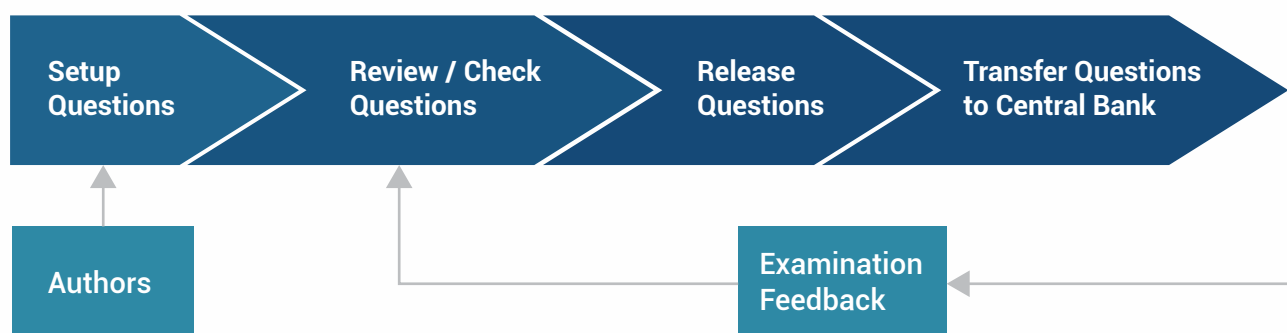 Setup
Questions
Review / Check
Questions
Release
Questions
Transfer Questions
to Central Bank
Authors
Examination
Feedback